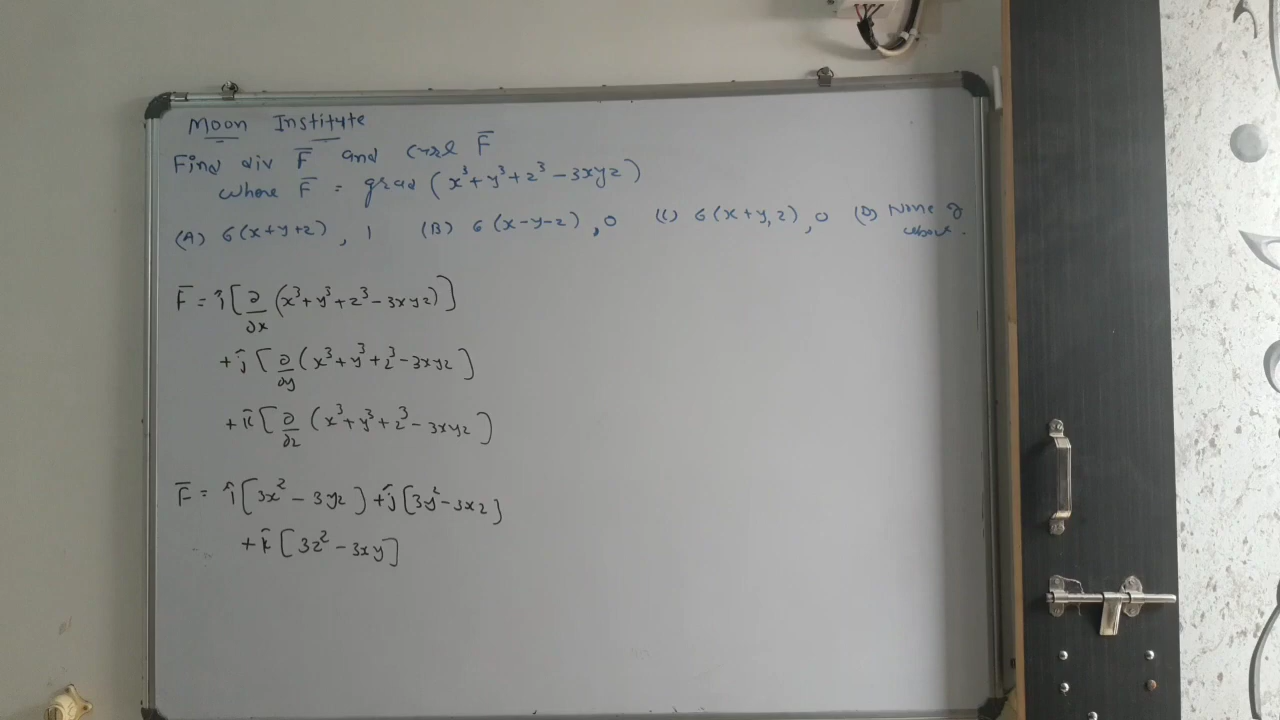 Moon Institute
Find div F̅ and curl F̅
where F̅ = grad (x³+y³+z³-3xyz)
(A) 6(x+y+z), 1 (B) 6(x-y-z), 0 (C) 6(x+y,z), 0 (D) None of
above.
F̅ = î[∂/∂x (x³+y³+z³-3xyz)]
+ĵ[∂/∂y (x³+y³+z³-3xyz]
+k̂[∂/∂z (x³+y³+z³-3xyz)
F̅ = î[3x²-3yz]+ĵ[3y²-3xz]
+k̂[3z²-3xy]